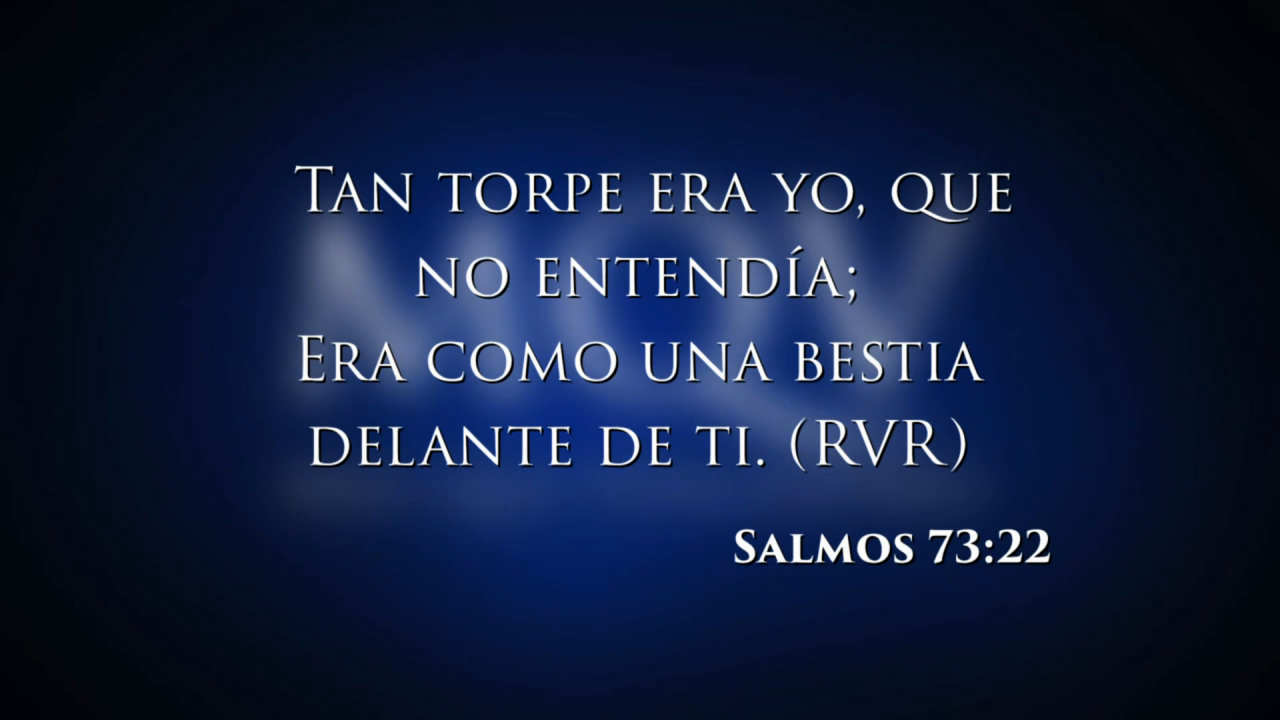 Tan torpe era yo, que
no entendía;
Era como una bestia
delante de ti. (RVR)
Salmos 73:22